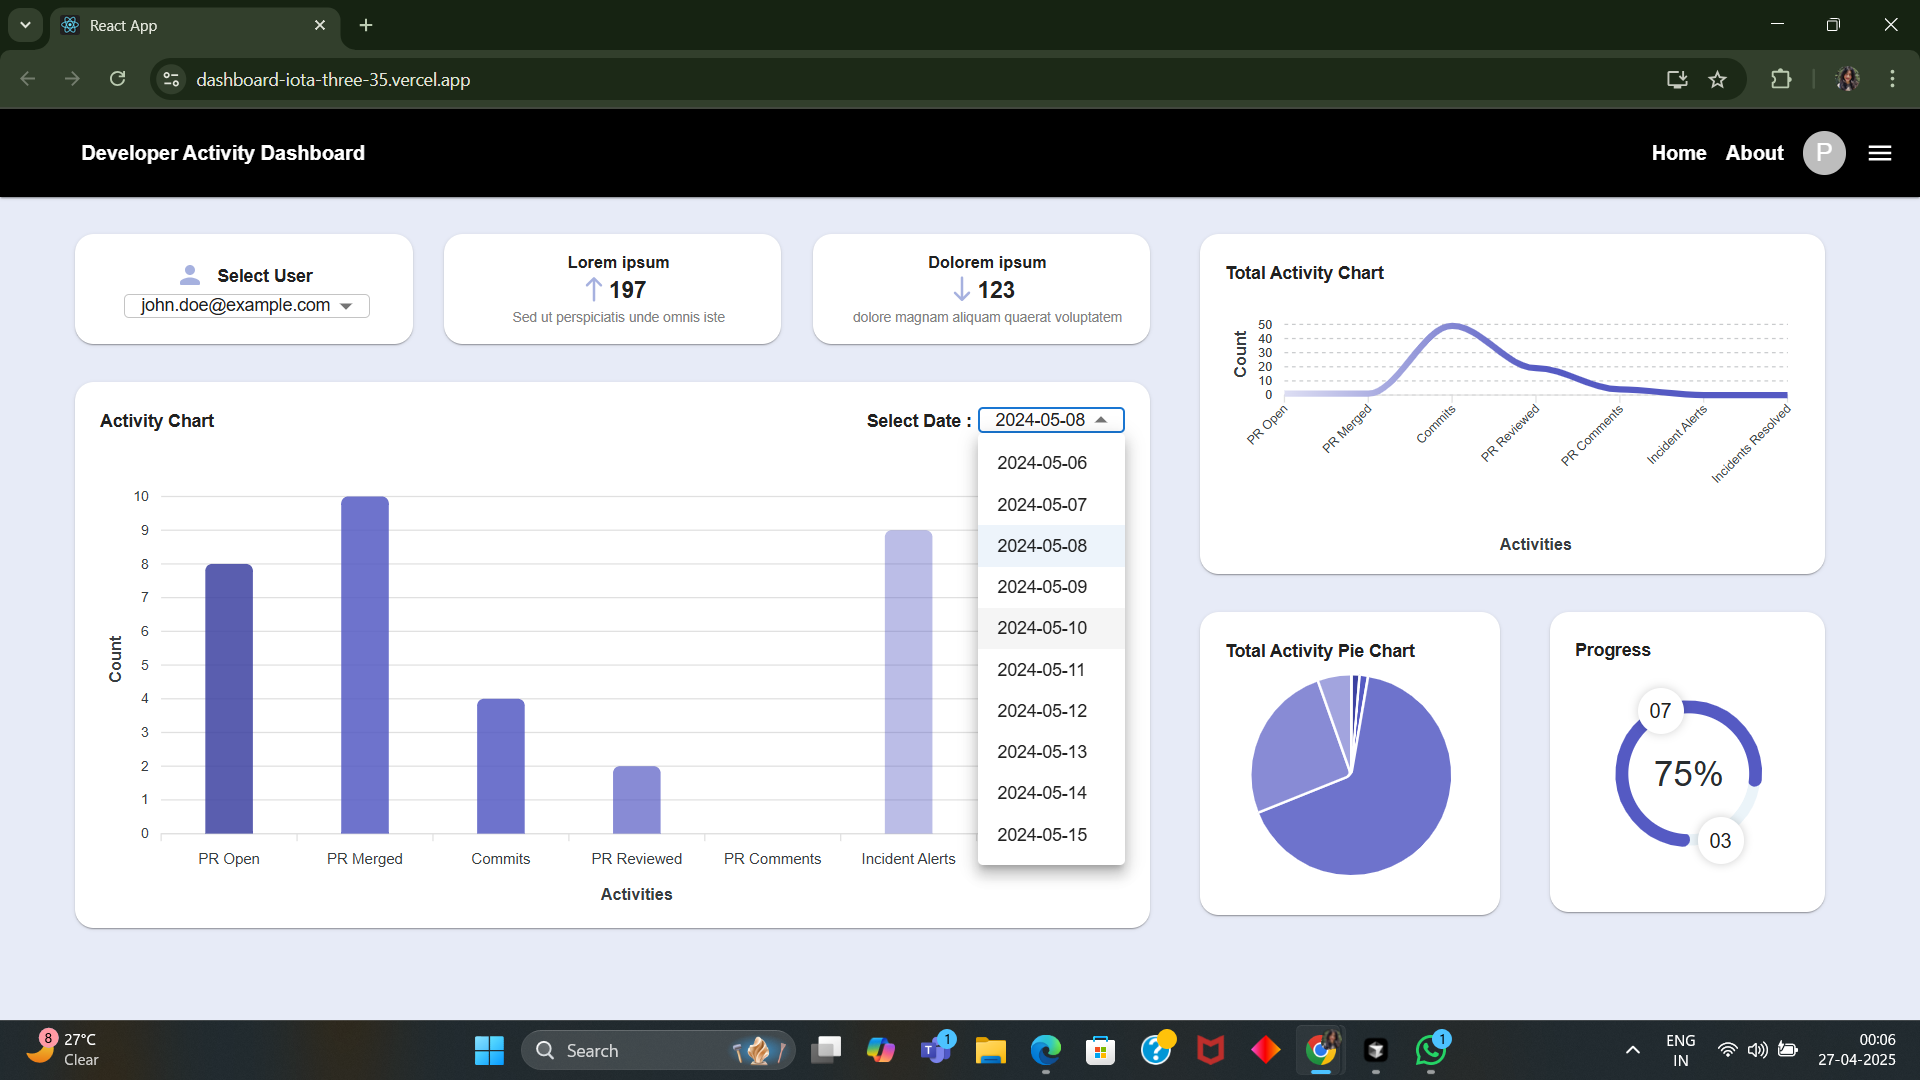 React App
dashboard-iota-three-35.vercel.app
Developer Activity Dashboard
Home About P
Select User
john.doe@example.com
Lorem ipsum
197
Sed ut perspiciatis unde omnis iste
Dolorem ipsum
123
dolore magnam aliquam quaerat voluptatem
Activity Chart
Select Date : 2024-05-08
2024-05-06
2024-05-07
2024-05-08
2024-05-09
2024-05-10
2024-05-11
2024-05-12
2024-05-13
2024-05-14
2024-05-15
Count
10
9
8
7
6
5
4
3
2
1
0
PR Open PR Merged Commits PR Reviewed PR Comments Incident Alerts
Activities
Total Activity Chart
Count
50
40
30
20
10
0
PR Open
PR Merged
Commits
PR Reviewed
PR Comments
Incident Alerts
Incidents Resolved
Activities
Total Activity Pie Chart
Progress
07
75%
03
8
27°C
Clear
Search
1
1
ENG
IN
00:06
27-04-2025